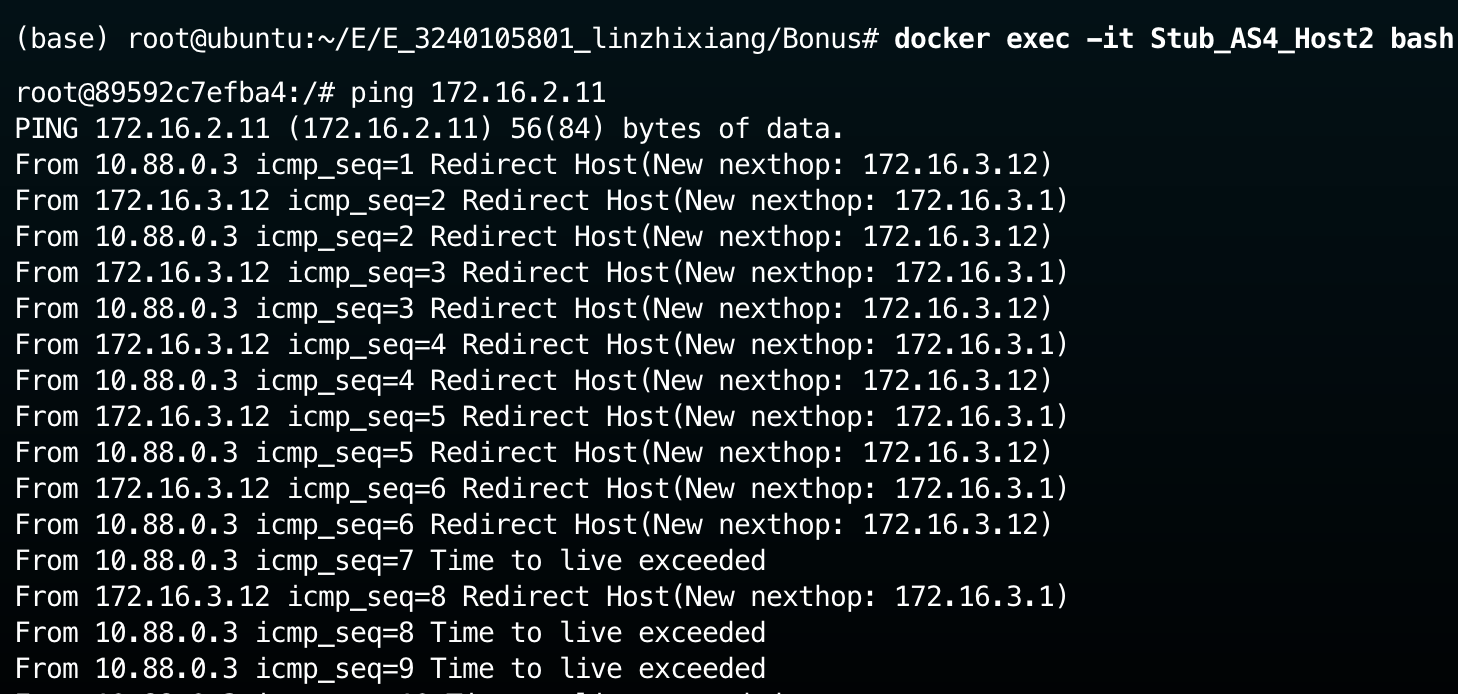 (base) root@ubuntu:~/E/E_3240105801_linzhixiang/Bonus# docker exec -it Stub_AS4_Host2 bash
root@89592c7efba4:/# ping 172.16.2.11
PING 172.16.2.11 (172.16.2.11) 56(84) bytes of data.
From 10.88.0.3 icmp_seq=1 Redirect Host(New nexthop: 172.16.3.12)
From 172.16.3.12 icmp_seq=2 Redirect Host(New nexthop: 172.16.3.1)
From 10.88.0.3 icmp_seq=2 Redirect Host(New nexthop: 172.16.3.12)
From 172.16.3.12 icmp_seq=3 Redirect Host(New nexthop: 172.16.3.1)
From 10.88.0.3 icmp_seq=3 Redirect Host(New nexthop: 172.16.3.12)
From 172.16.3.12 icmp_seq=4 Redirect Host(New nexthop: 172.16.3.1)
From 10.88.0.3 icmp_seq=4 Redirect Host(New nexthop: 172.16.3.12)
From 172.16.3.12 icmp_seq=5 Redirect Host(New nexthop: 172.16.3.1)
From 10.88.0.3 icmp_seq=5 Redirect Host(New nexthop: 172.16.3.12)
From 172.16.3.12 icmp_seq=6 Redirect Host(New nexthop: 172.16.3.1)
From 10.88.0.3 icmp_seq=6 Redirect Host(New nexthop: 172.16.3.12)
From 10.88.0.3 icmp_seq=7 Time to live exceeded
From 172.16.3.12 icmp_seq=8 Redirect Host(New nexthop: 172.16.3.1)
From 10.88.0.3 icmp_seq=8 Time to live exceeded
From 10.88.0.3 icmp_seq=9 Time to live exceeded